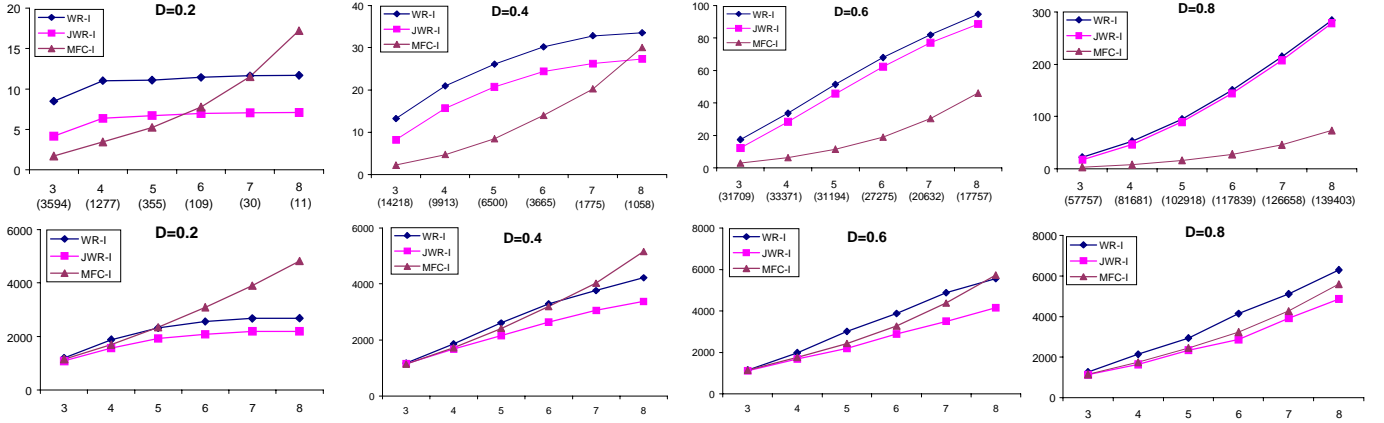 D=0.2
20
15
10
5
0
WR-I
JWR-I
MFC-I
3 4 5 6 7 8
(3594) (1277) (355) (109) (30) (11)
D=0.4
40
30
20
10
0
WR-I
JWR-I
MFC-I
3 4 5 6 7 8
(14218) (9913) (6500) (3665) (1775) (1058)
D=0.6
100
80
60
40
20
0
WR-I
JWR-I
MFC-I
3 4 5 6 7 8
(31709) (33371) (31194) (27275) (20632) (17757)
D=0.8
300
200
100
0
WR-I
JWR-I
MFC-I
3 4 5 6 7 8
(57757) (81681) (102918) (117839) (126658) (139403)
D=0.2
6000
4000
2000
0
WR-I
JWR-I
MFC-I
3 4 5 6 7 8
D=0.4
6000
4000
2000
0
WR-I
JWR-I
MFC-I
3 4 5 6 7 8
D=0.6
8000
6000
4000
2000
0
WR-I
JWR-I
MFC-I
3 4 5 6 7 8
D=0.8
8000
6000
4000
2000
0
WR-I
JWR-I
MFC-I
3 4 5 6 7 8